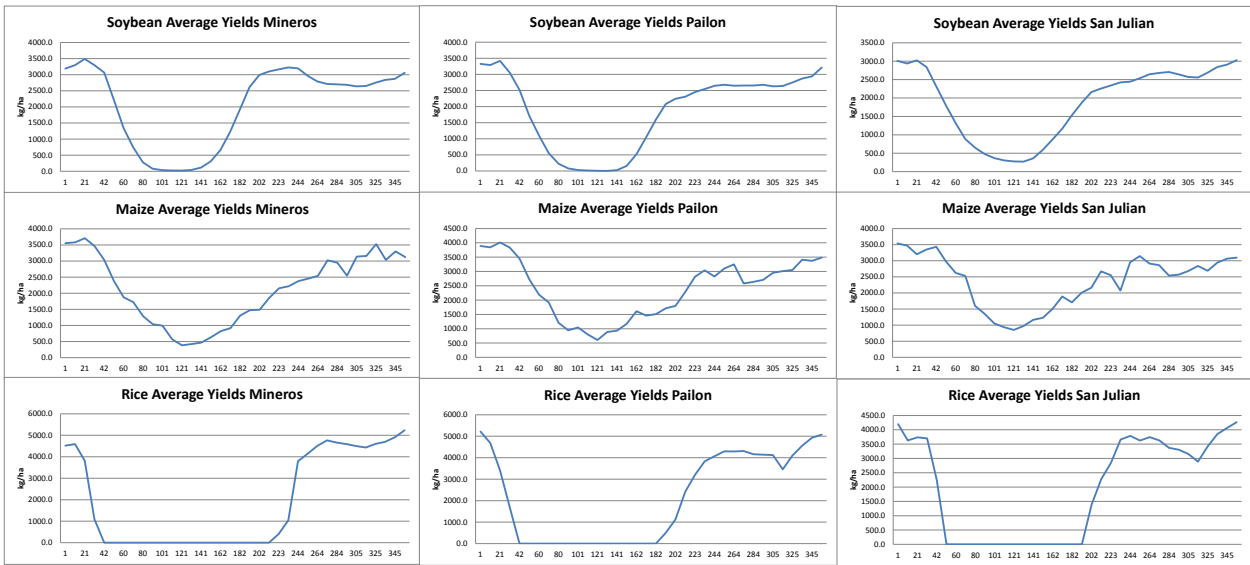 Soybean Average Yields Mineros
4000.0
3500.0
3000.0
2500.0
2000.0
1500.0
1000.0
500.0
0.0
kg/ha
1 21 42 60 80 101 121 141 160 182 202 223 244 264 284 305 325 345
Soybean Average Yields Pailon
4000.0
3500.0
3000.0
2500.0
2000.0
1500.0
1000.0
500.0
0.0
kg/ha
1 21 42 60 80 101 121 141 160 182 202 223 244 264 284 305 325 345
Soybean Average Yields San Julian
3500.0
3000.0
2500.0
2000.0
1500.0
1000.0
500.0
0.0
kg/ha
1 21 42 60 80 101 121 141 160 182 202 223 244 264 284 305 325 345
Maize Average Yields Mineros
4000.0
3500.0
3000.0
2500.0
2000.0
1500.0
1000.0
500.0
0.0
kg/ha
1 21 42 60 80 101 121 141 160 182 202 223 244 264 284 305 325 345
Maize Average Yields Pailon
4500.0
4000.0
3500.0
3000.0
2500.0
2000.0
1500.0
1000.0
500.0
0.0
kg/ha
1 21 42 60 80 101 121 141 160 182 202 223 244 264 284 305 325 345
Maize Average Yields San Julian
4000.0
3500.0
3000.0
2500.0
2000.0
1500.0
1000.0
500.0
0.0
kg/ha
1 21 42 60 80 101 121 141 160 182 202 223 244 264 284 305 325 345
Rice Average Yields Mineros
6000.0
5000.0
4000.0
3000.0
2000.0
1000.0
0.0
kg/ha
1 21 42 60 80 101 121 141 160 182 202 223 244 264 284 305 325 345
Rice Average Yields Pailon
6000.0
5000.0
4000.0
3000.0
2000.0
1000.0
0.0
kg/ha
1 21 42 60 80 101 121 141 160 182 202 223 244 264 284 305 325 345
Rice Average Yields San Julian
4500.0
4000.0
3500.0
3000.0
2500.0
2000.0
1500.0
1000.0
500.0
0.0
kg/ha
1 21 42 60 80 101 121 141 160 182 202 223 244 264 284 305 325 345